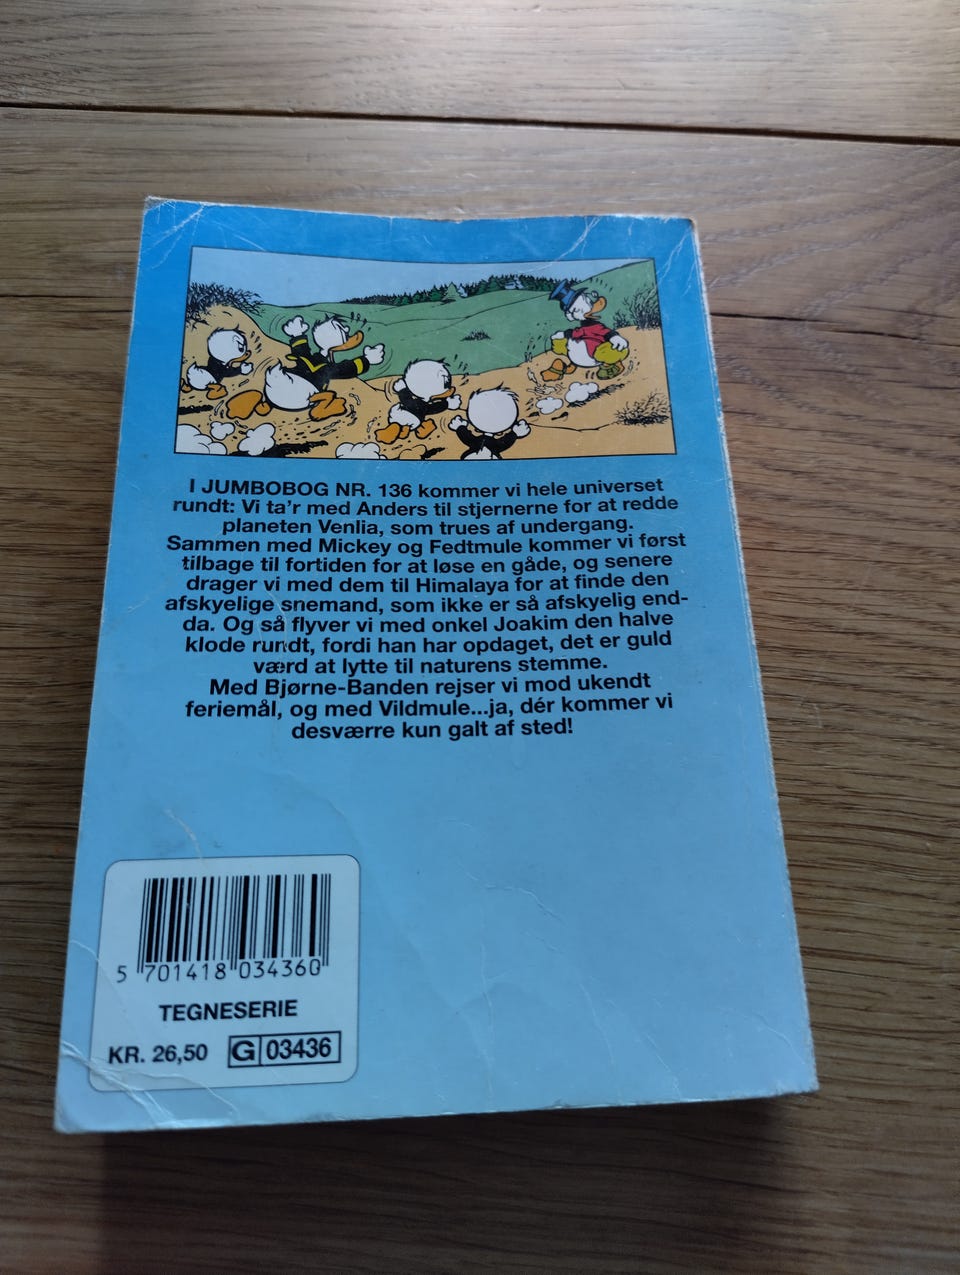 I JUMBOBOG NR. 136 kommer vi hele universet
rundt: Vi ta'r med Anders til stjernerne for at redde
planeten Venlia, som trues af undergang.
Sammen med Mickey og Fedtmule kommer vi først
tilbage til fortiden for at løse en gåde, og senere
drager vi med dem til Himalaya for at finde den
afskyelige snemand, som ikke er så afskyelig end-
da. Og så flyver vi med onkel Joakim den halve
klode rundt, fordi han har opdaget, det er guld
værd at lytte til naturens stemme.
Med Bjørne-Banden rejser vi mod ukendt
feriemål, og med Vildmule...ja, dér kommer vi
desværre kun galt af sted!
5 701418 034360
TEGNESERIE
KR. 26,50 G 03436